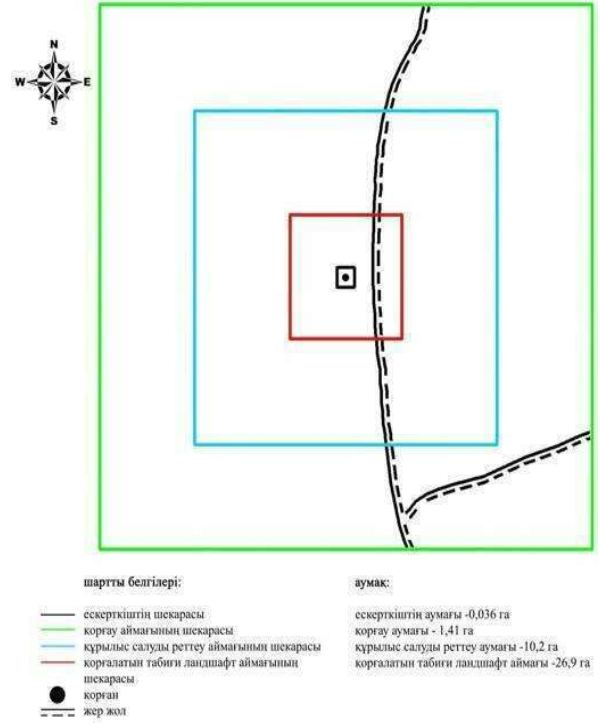 N
W E
S
шартты белгілері:
ескерткіштің шекарасы
қорғау аймағының шекарасы
құрылыс салуды реттеу аймағының шекарасы
қорғалатын табиғи ландшафт аймағының
шекарасы
қорған
жер жол
аумақ:
ескерткіштің аумағы -0,036 га
қорғау аумағы - 1,41 га
құрылыс салуды реттеу аумағы -10,2 га
қорғалатын табиғи ландшафт аймағы -26,9 га